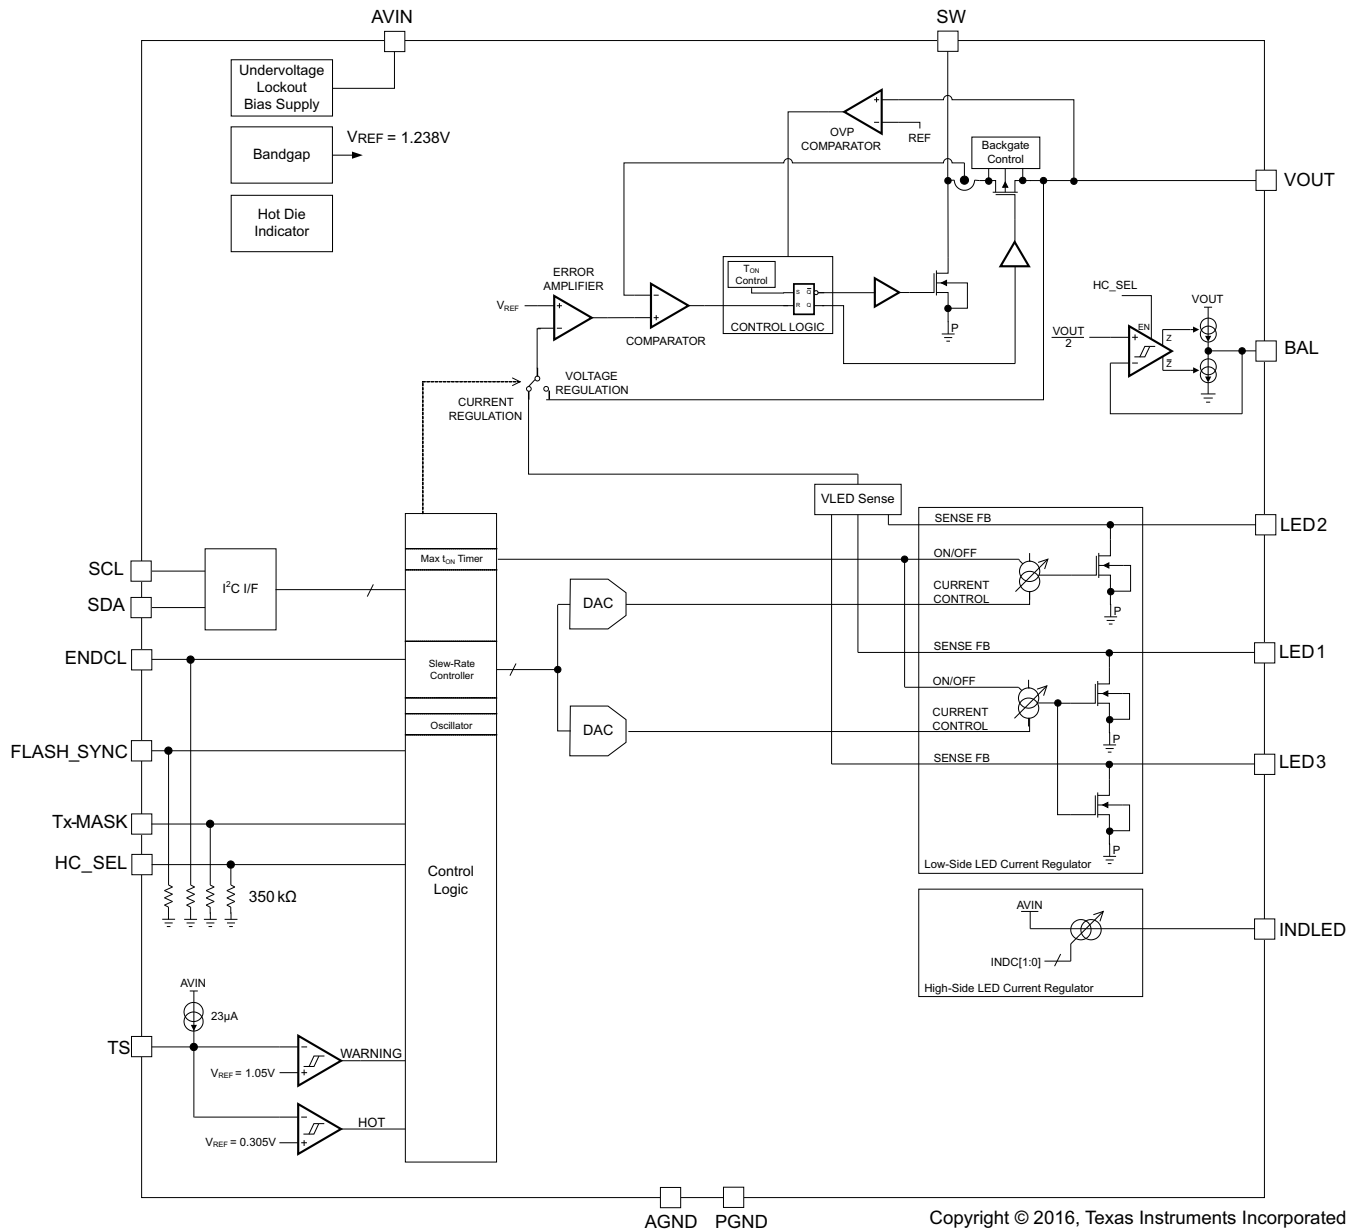 AVIN
SW
Undervoltage
Lockout
Bias Supply
VREF = 1.238V
Bandgap
Hot Die
Indicator
OVP
COMPARATOR
+
−
REF
Backgate
Control
VOUT
ERROR
AMPLIFIER
VREF
+
−
−
+
COMPARATOR
TON
Control
S Q̅
R Q
CONTROL LOGIC
P
HC_SEL
VOUT
EN
VOUT
2
+
−
Z
Z̅
BAL
VOLTAGE
REGULATION
CURRENT
REGULATION
VLED Sense
SENSE FB
LED2
Max tON Timer
ON/OFF
SCL
I²C I/F
SDA
DAC
CURRENT
CONTROL
P
ENDCL
Slew-Rate
Controller
SENSE FB
LED1
ON/OFF
CURRENT
CONTROL
Oscillator
DAC
P
FLASH_SYNC
SENSE FB
LED3
Tx-MASK
HC_SEL
P
Low-Side LED Current Regulator
350 kΩ
Control
Logic
AVIN
INDLED
INDC[1:0]
High-Side LED Current Regulator
AVIN
23µA
TS
−
+
WARNING
VREF = 1.05V
−
+
HOT
VREF = 0.305V
AGND PGND
Copyright © 2016, Texas Instruments Incorporated